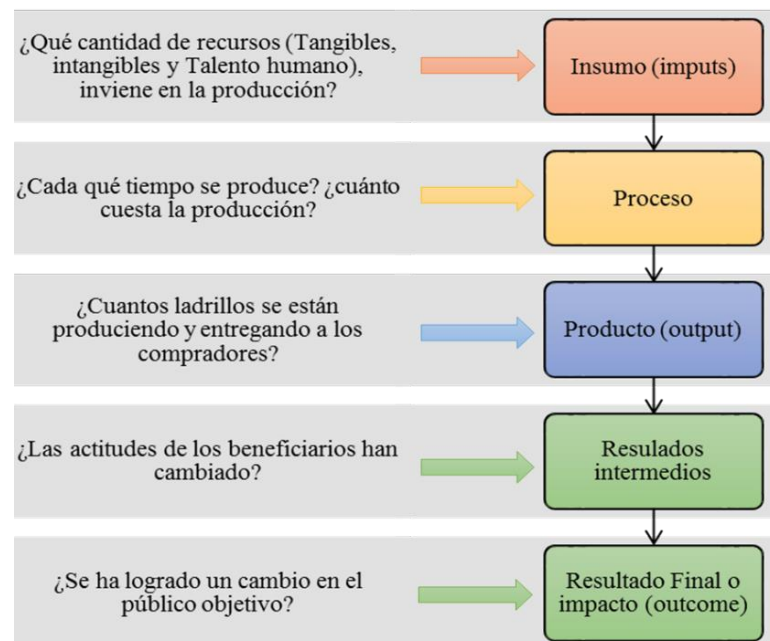 ¿Qué cantidad de recursos (Tangibles,
intangibles y Talento humano),
inviene en la producción?
Insumo (imputs)
¿Cada qué tiempo se produce? ¿cuánto
cuesta la producción?
Proceso
¿Cuantos ladrillos se están
produciendo y entregando a los
compradores?
Producto (output)
¿Las actitudes de los beneficiarios han
cambiado?
Resulados
intermedios
¿Se ha logrado un cambio en el
público objetivo?
Resultado Final o
impacto (outcome)